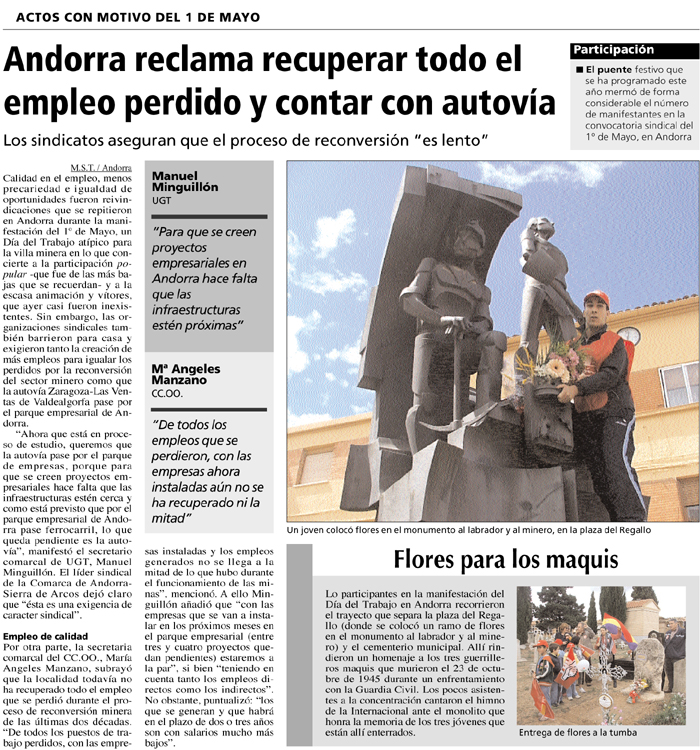 ACTOS CON MOTIVO DEL 1 DE MAYO
Andorra reclama recuperar todo el
empleo perdido y contar con autovía
Los sindicatos aseguran que el proceso de reconversión “es lento”
Participación
■ El puente festivo que
se ha programado este
año mermó de forma
considerable el número
de manifestantes en la
convocatoria sindical del
1º de Mayo, en Andorra
M.S.T. / Andorra
Calidad en el empleo, menos
precariedad e igualdad de
oportunidades fueron reivin-
dicaciones que se repitieron
en Andorra durante la mani-
festación del 1º de Mayo, un
Día del Trabajo atípico para
la villa minera en lo que con-
cierte a la participación po-
pular -que fue de las más ba-
jas que se recuerdan- y a la
escasa animación y vítores,
que ayer casi fueron inexis-
tentes. Sin embargo, las or-
ganizaciones sindicales tam-
bién barrieron para casa y
exigieron tanto la creación de
más empleos para igualar los
perdidos por la reconversión
del sector minero como que
la autovía Zaragoza-Las Ven-
tas de Valdealgorfa pase por
el parque empresarial de An-
dorra.
“Ahora que está en proce-
so de estudio, queremos que
la autovía pase por el parque
de empresas, porque para
que se creen proyectos em-
presariales hace falta que las
infraestructuras estén cerca y
como está previsto que por el
parque empresarial de Ando-
rra pase ferrocarril, lo que
queda pendiente es la auto-
vía”, manifestó el secretario
comarcal de UGT, Manuel
Minguillón. El líder sindical
de la Comarca de Andorra-
Sierra de Arcos dejó claro
que “ésta es una exigencia de
caracter sindical”.
Empleo de calidad
Por otra parte, la secretaria
comarcal del CC.OO., María
Angeles Manzano, subrayó
que la localidad todavía no
ha recuperado todo el empleo
que se perdió durante el pro-
ceso de reconversión minera
de las últimas dos décadas.
“De todos los puestos de tra-
bajo perdidos, con las empre-
sas instaladas y los empleos
generados no se llega a la
mitad de lo que hubo durante
el funcionamiento de las mi-
nas”, mencionó. A ello Min-
guillón añadió que “con las
empresas que se van a insta-
lar en los próximos meses en
el parque empresarial (entre
tres y cuatro proyectos que-
dan pendientes) estaremos a
la par”, si bien “teniendo en
cuenta tanto los empleos di-
rectos como los indirectos”.
No obstante, puntualizó: “los
que se generan y que habrá
en el plazo de dos o tres años
son con salarios mucho más
bajos”.
Manuel
Minguillón
UGT
“Para que se creen
proyectos
empresariales en
Andorra hace falta
que las
infraestructuras
estén próximas”
Mª Angeles
Manzano
CC.OO.
“De todos los
empleos que se
perdieron, con las
empresas ahora
instaladas aún no se
ha recuperado ni la
mitad”
Un joven colocó flores en el monumento al labrador y al minero, en la plaza del Regallo
Flores para los maquis
Lo participantes en la manifestación del
Día del Trabajo en Andorra recorrieron
el trayecto que separa la plaza del Rega-
llo (donde se colocó un ramo de flores
en el monumento al labrador y al mine-
ro) y el cementerio municipal. Allí rin-
dieron un homenaje a los tres guerrille-
ros maquis que murieron el 23 de octu-
bre de 1945 durante un enfrentamiento
con la Guardia Civil. Los pocos asisten-
tes a la concentración cantaron el himno
de la Internacional ante el monolito que
honra la memoria de los tres jóvenes que
están allí enterrados.
Entrega de flores a la tumba